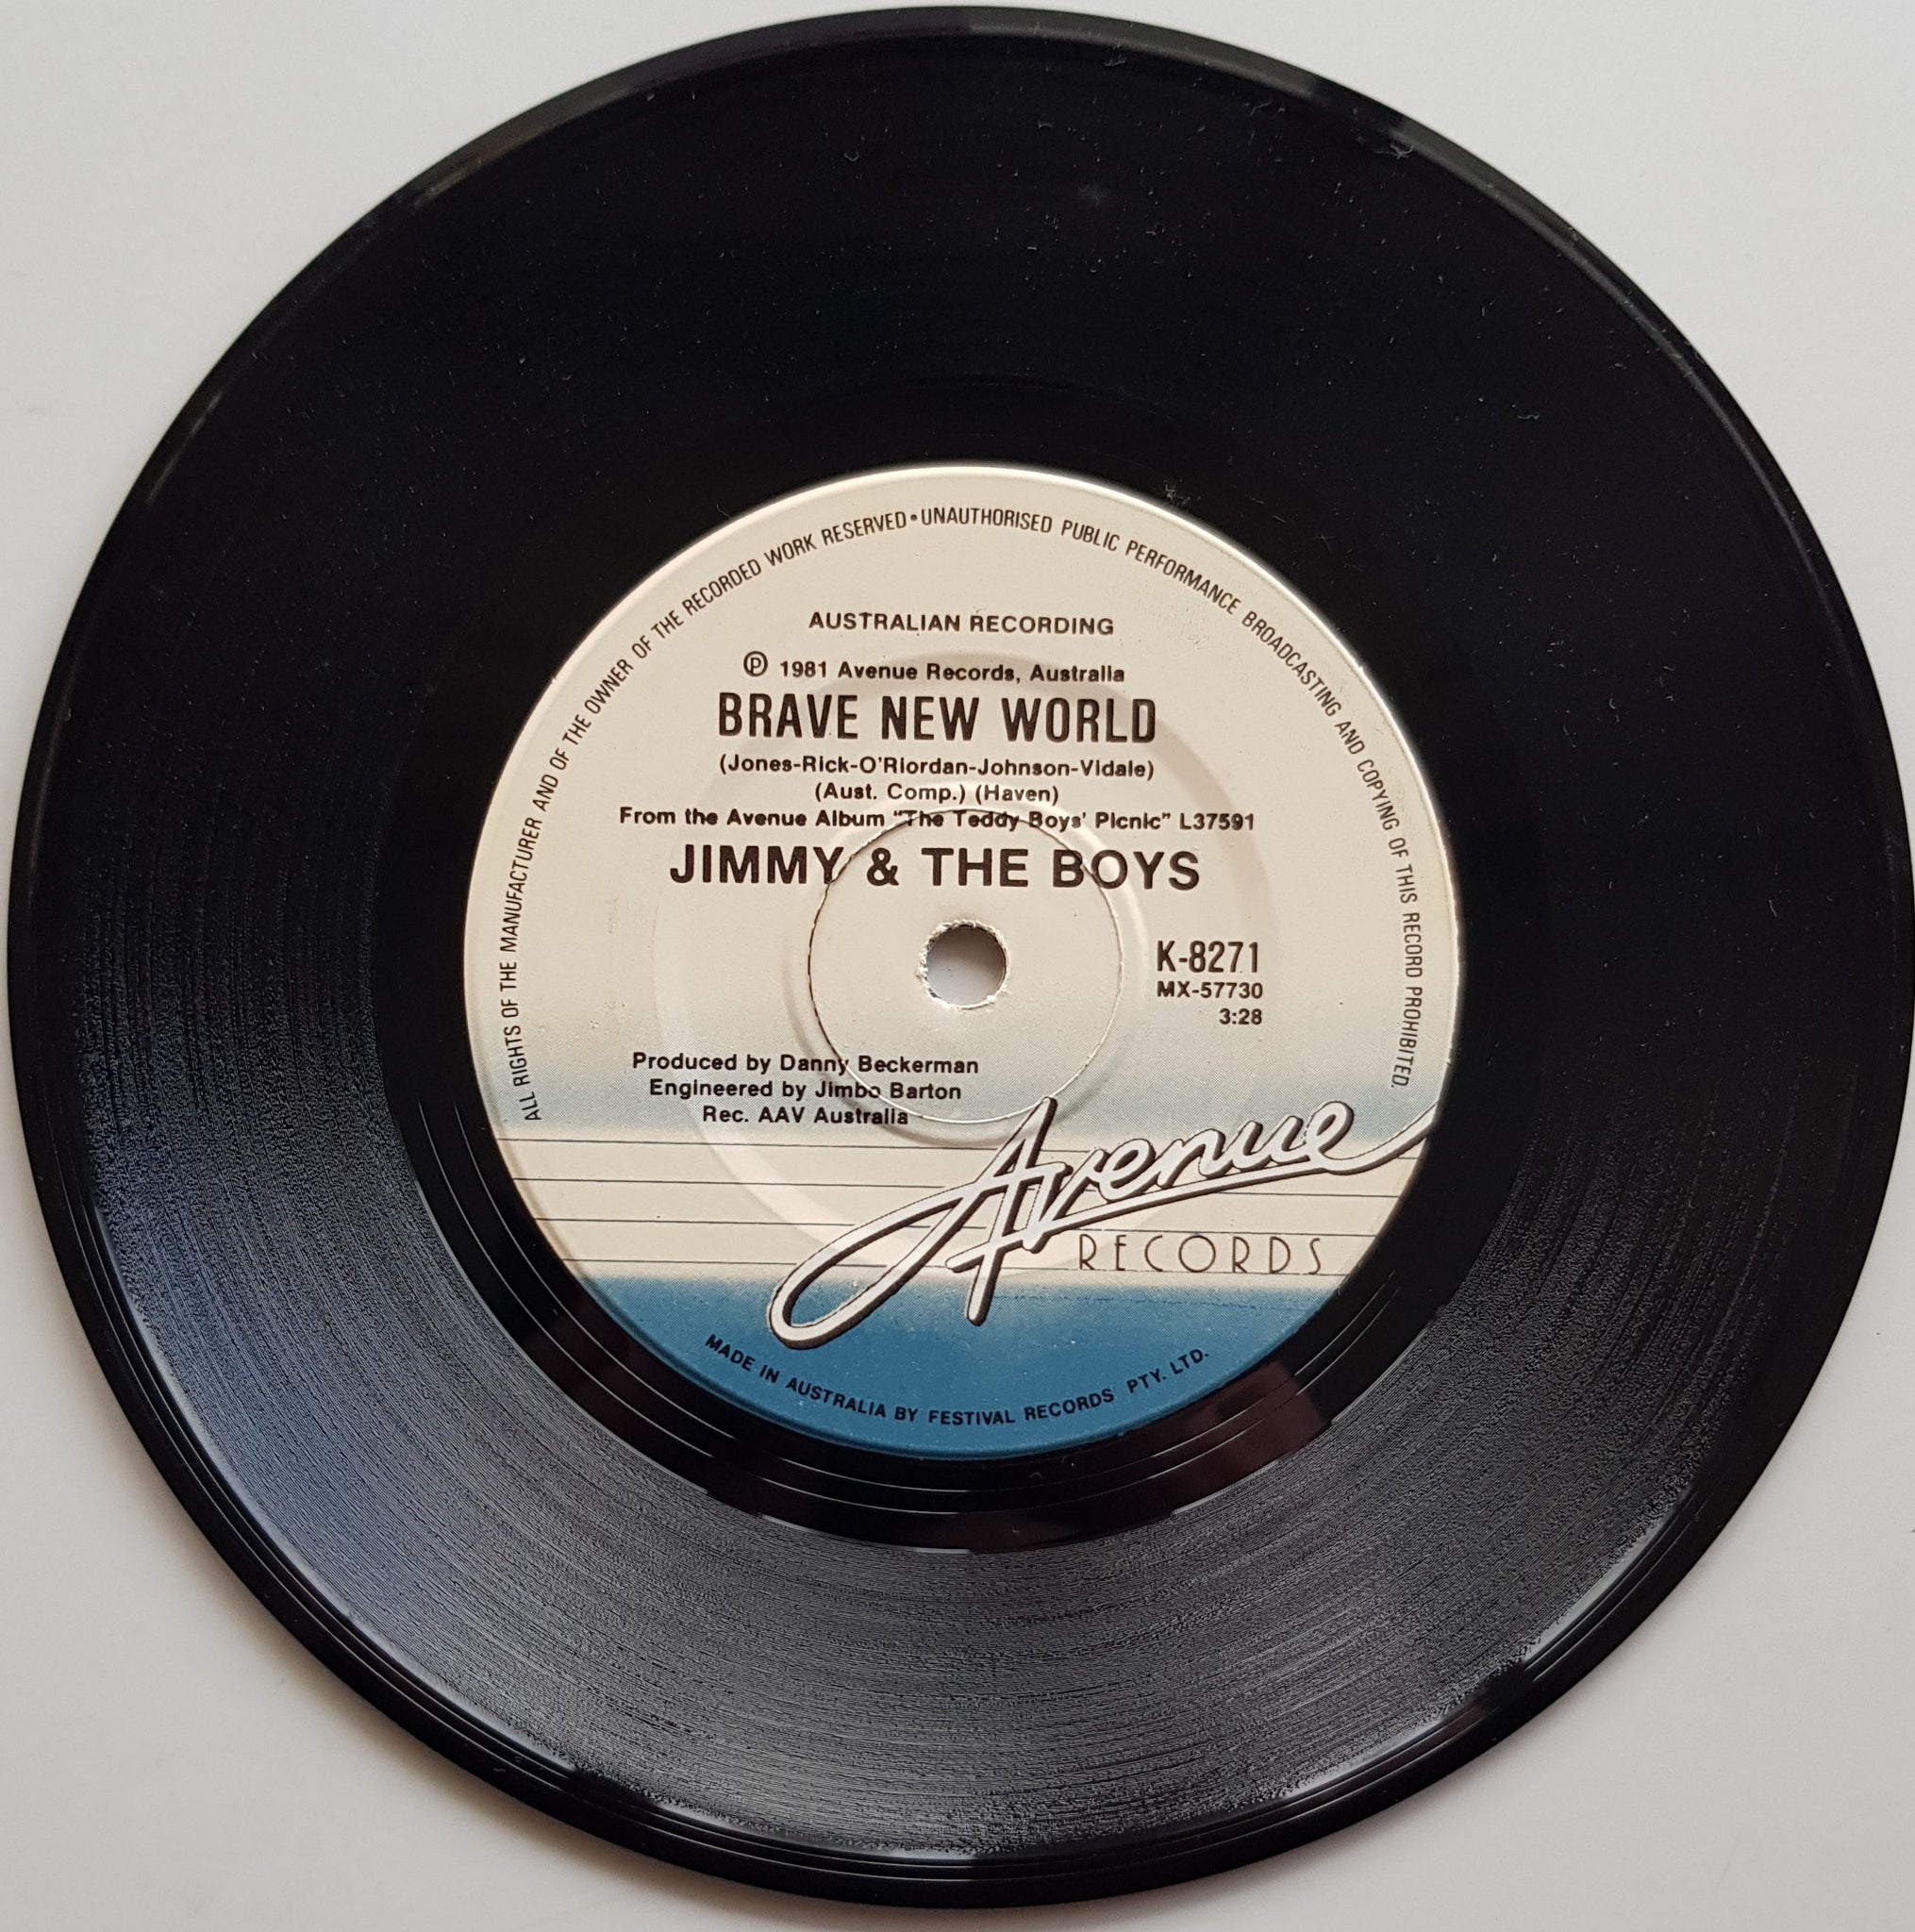 ALL RIGHTS OF THE MANUFACTURER AND OF THE OWNER OF THE RECORDED WORK RESERVED • UNAUTHORISED PUBLIC PERFORMANCE BROADCASTING AND COPYING OF THIS RECORD PROHIBITED.
AUSTRALIAN RECORDING
Ⓟ 1981 Avenue Records, Australia
BRAVE NEW WORLD
(Jones-Rick-O'Riordan-Johnson-Vidale)
(Aust. Comp.) (Haven)
From the Avenue Album "The Teddy Boys' Picnic" L37591
JIMMY & THE BOYS
K-8271
MX-57730
3:28
Produced by Danny Beckerman
Engineered by Jimbo Barton
Rec. AAV Australia
Avenue
RECORDS
MADE IN AUSTRALIA BY FESTIVAL RECORDS PTY. LTD.